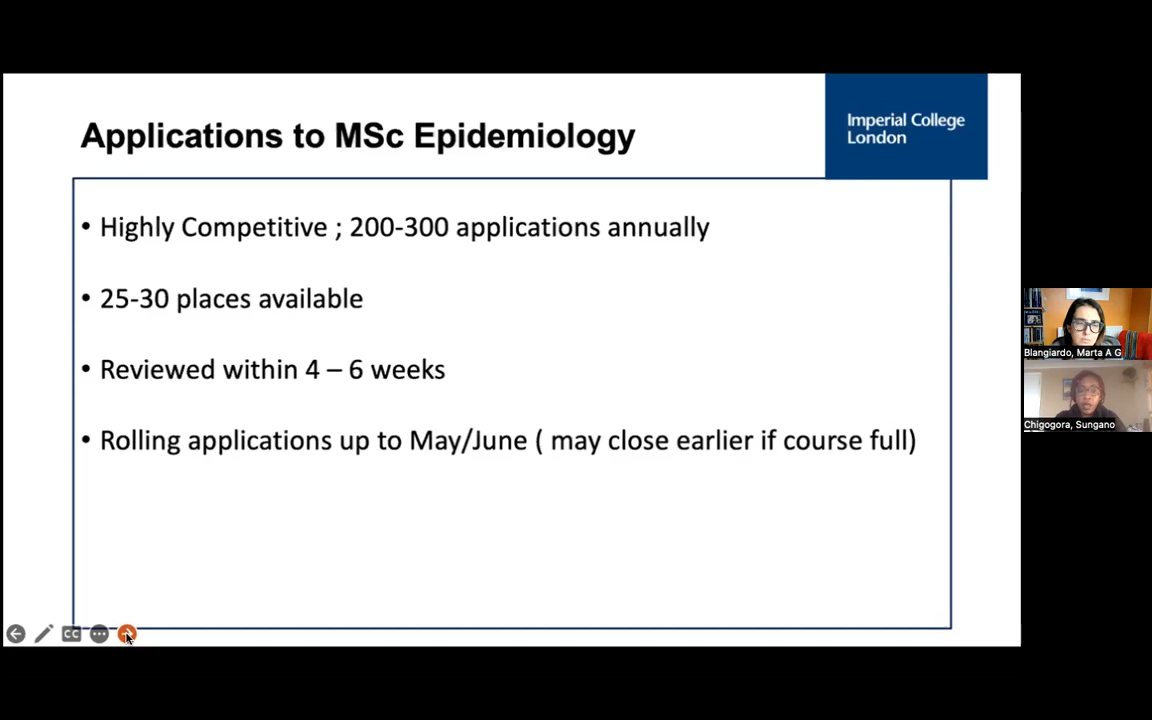 Applications to MSc Epidemiology
Imperial College
London
• Highly Competitive ; 200-300 applications annually
• 25-30 places available
• Reviewed within 4 – 6 weeks
• Rolling applications up to May/June ( may close earlier if course full)
Blangiardo, Marta A G
Chigogora, Sungano
CC